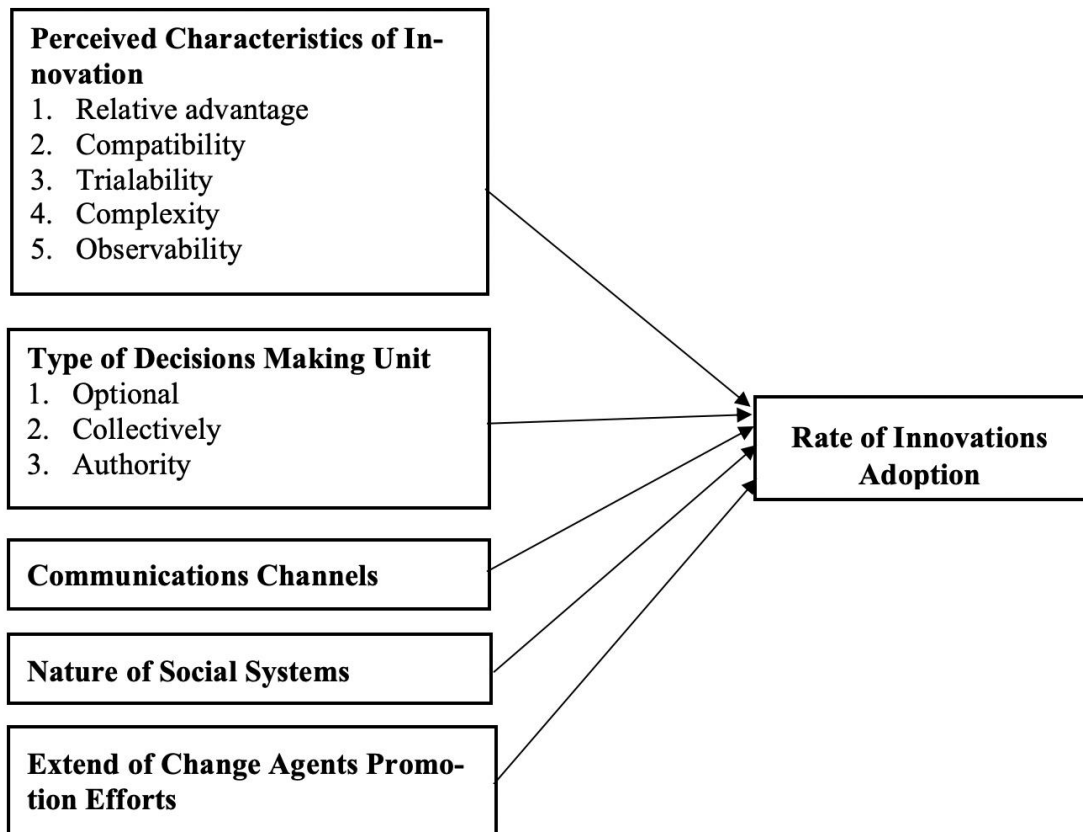 Perceived Characteristics of In-
novation
1. Relative advantage
2. Compatibility
3. Trialability
4. Complexity
5. Observability
Type of Decisions Making Unit
1. Optional
2. Collectively
3. Authority
Rate of Innovations
Adoption
Communications Channels
Nature of Social Systems
Extend of Change Agents Promo-
tion Efforts